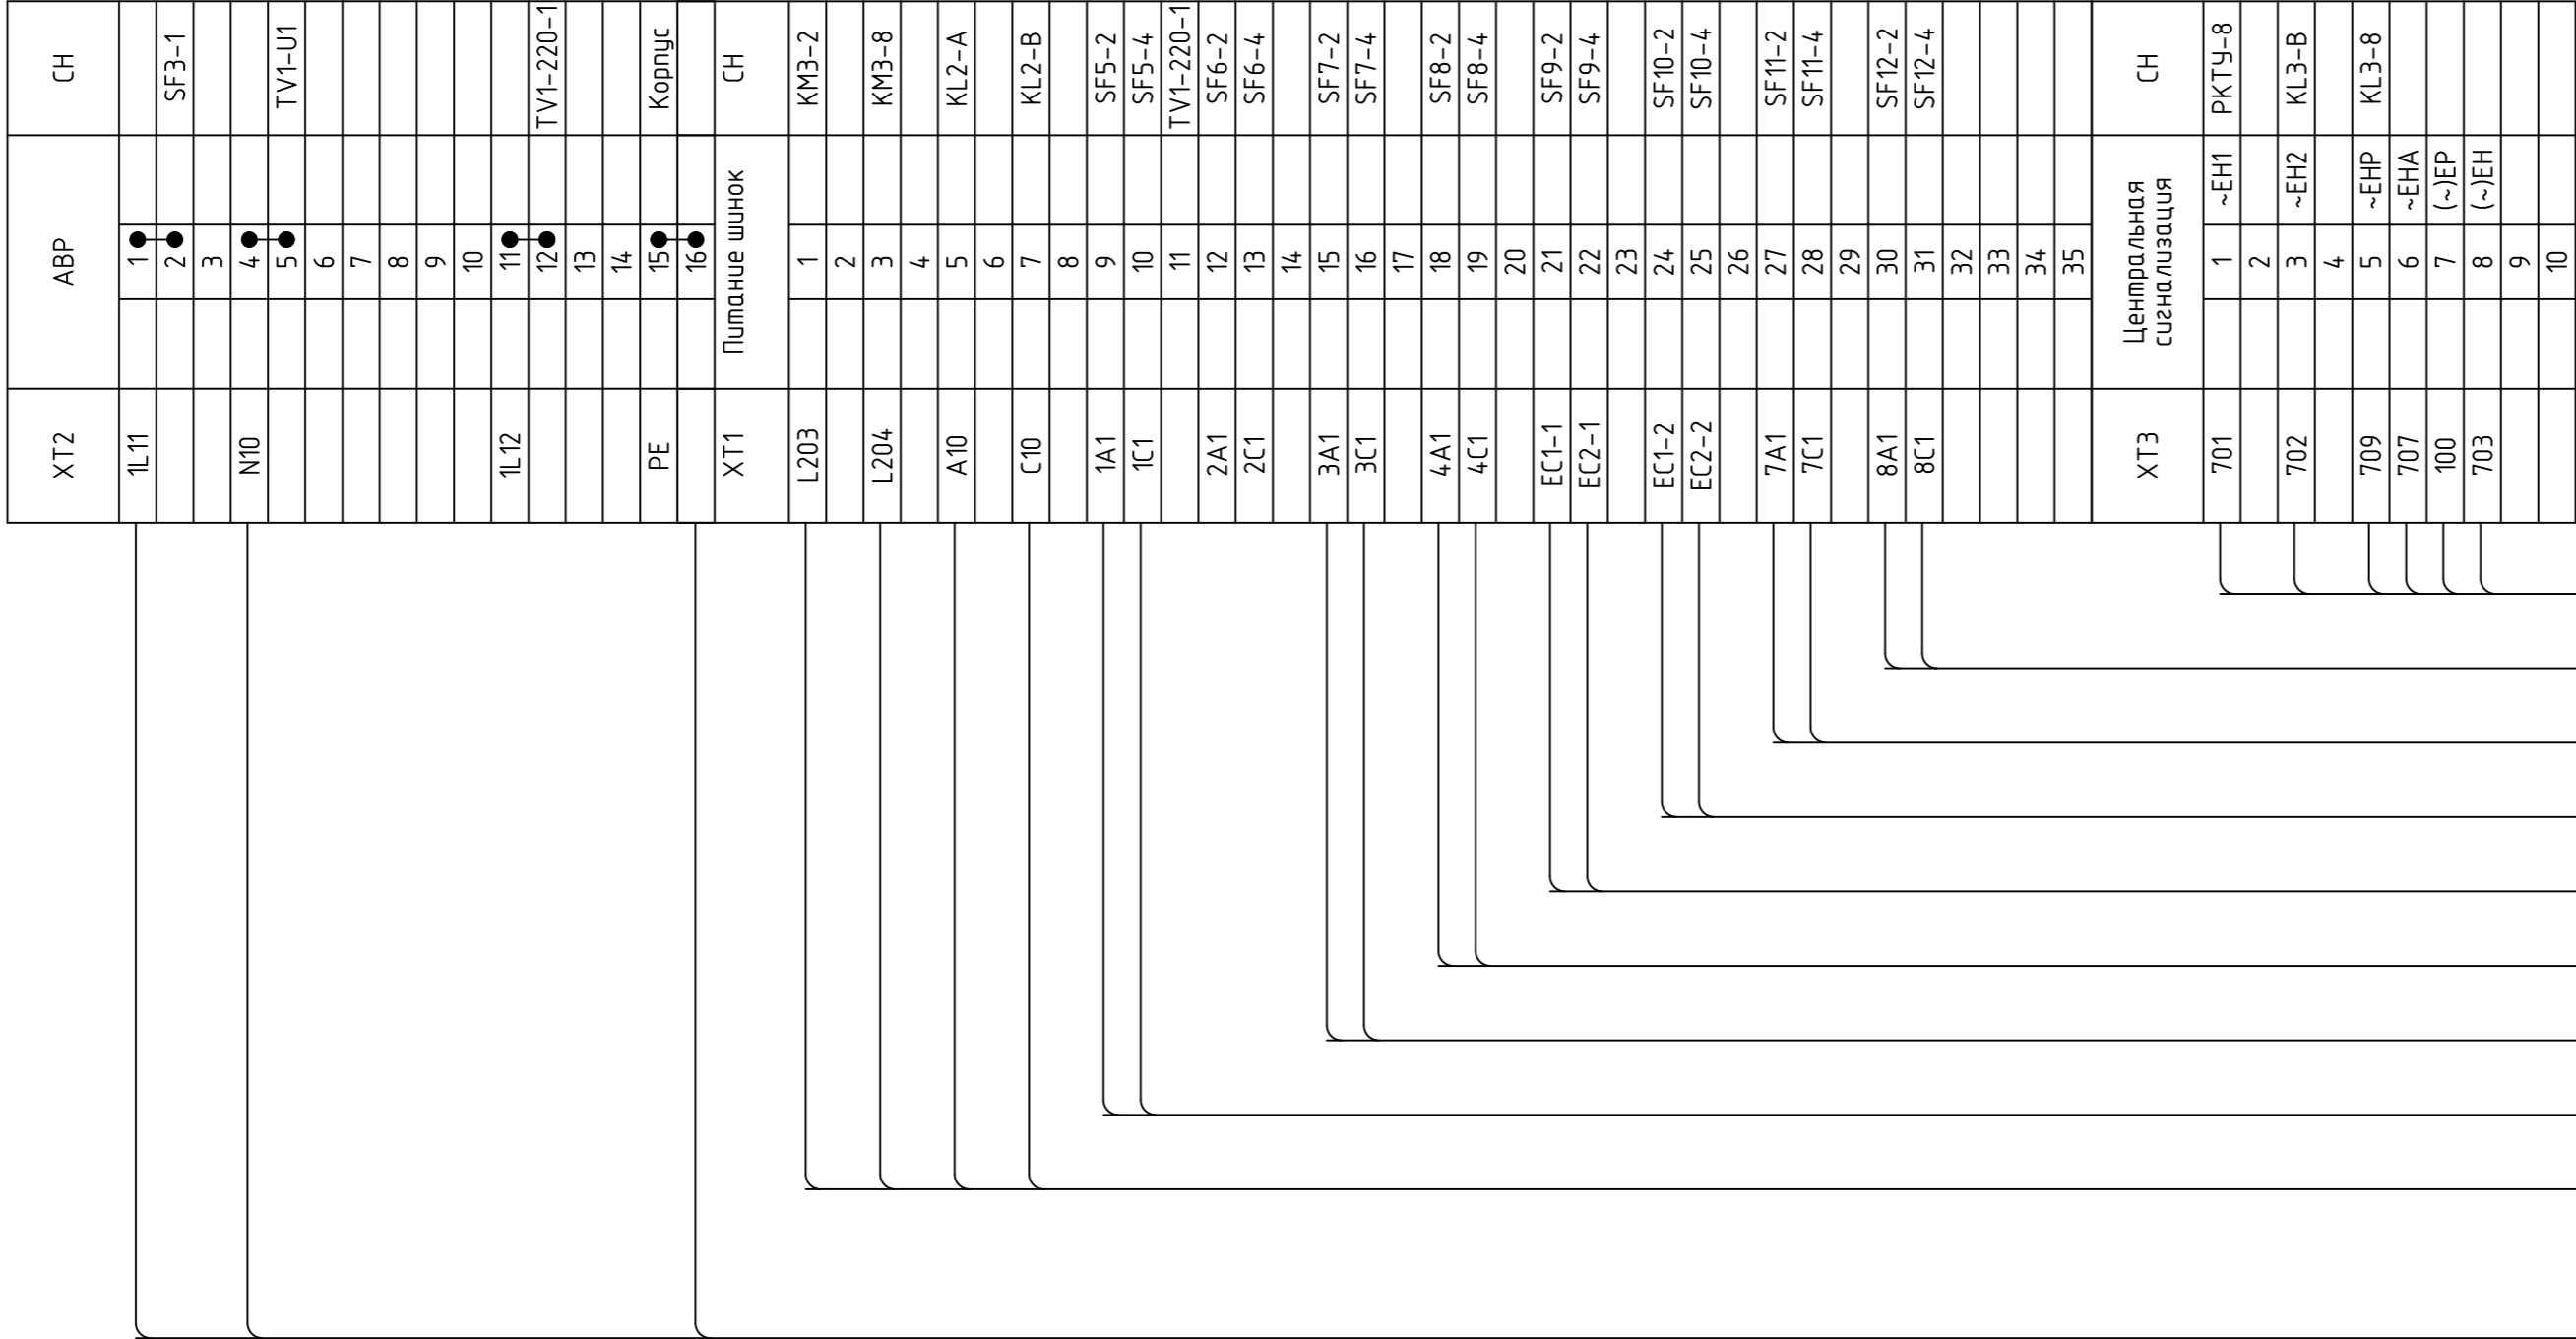 XT2 АВР СН
1L11 1
2 SF3-1
3
N10 4
5 TV1-U1
6
7
8
9
10
1L12 11
12 TV1-220-1
13
14
PE 15 Корпус
16
XT1 Питание шинок СН
L203 1 KM3-2
2
L204 3 KM3-8
4
A10 5 KL2-A
6
C10 7 KL2-B
8
1A1 9 SF5-2
1C1 10 SF5-4
11 TV1-220-1
2A1 12 SF6-2
2C1 13 SF6-4
14
3A1 15 SF7-2
3C1 16 SF7-4
17
4A1 18 SF8-2
4C1 19 SF8-4
20
EC1-1 21 SF9-2
EC2-1 22 SF9-4
23
EC1-2 24 SF10-2
EC2-2 25 SF10-4
26
7A1 27 SF11-2
7C1 28 SF11-4
29
8A1 30 SF12-2
8C1 31 SF12-4
32
33
34
35
XT3 Центральная СН
сигнализация
701 1 ~EH1 РКТУ-8
2
702 3 ~EH2 KL3-B
4
709 5 ~EHP KL3-8
707 6 ~EHA
100 7 (~)EP
703 8 (~)EH
9
10